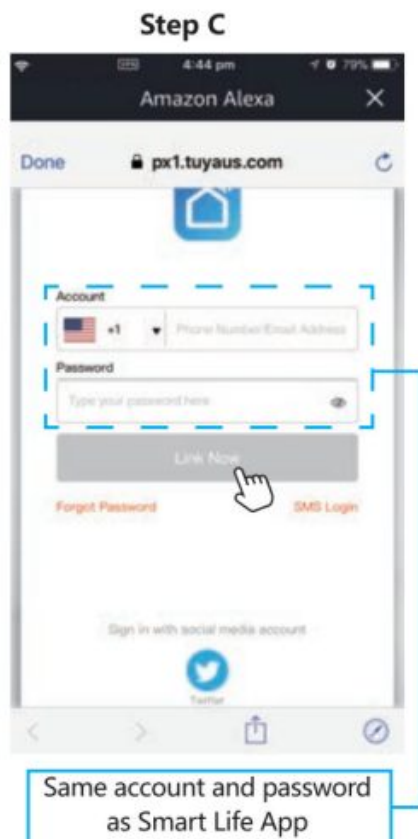 Step C
VPN 4:44 pm 79%
Amazon Alexa
Done px1.tuyaus.com
Account
+1 Phone Number/Email Address
Password
Type your password here
Link Now
Forgot Password SMS Login
Sign in with social media account
Twitter
Same account and password
as Smart Life App